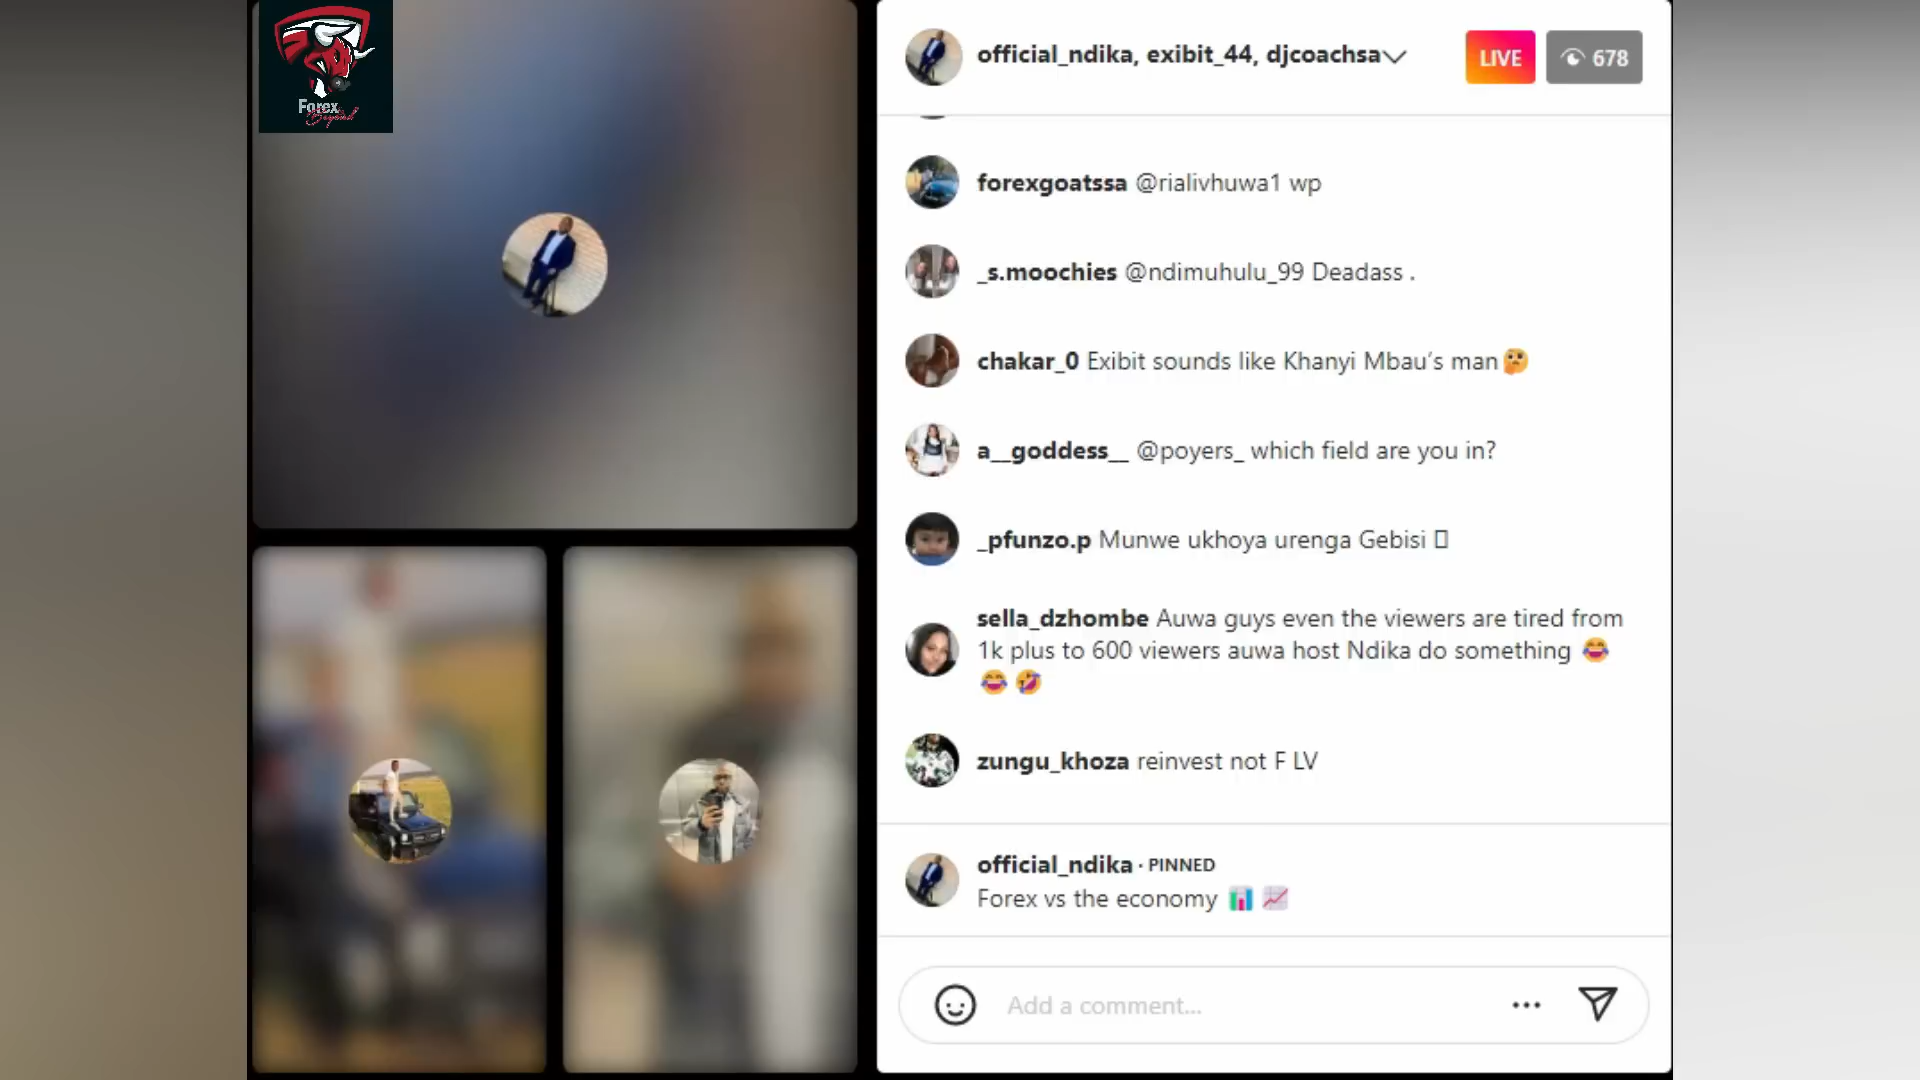 Forex
Beyond
official_ndika, exibit_44, djcoachsa
LIVE
678
forexgoatssa @rialivhuwa1 wp
_s.moochies @ndimuhulu_99 Deadass .
chakar_0 Exibit sounds like Khanyi Mbau's man🤔
a__goddess__ @poyers_ which field are you in?
_pfunzo.p Munwe ukhoya urenga Gebisi
sella_dzhombe Auwa guys even the viewers are tired from
1k plus to 600 viewers auwa host Ndika do something 😂
😂 🤣
zungu_khoza reinvest not F LV
official_ndika · PINNED
Forex vs the economy 📊 📈
Add a comment...